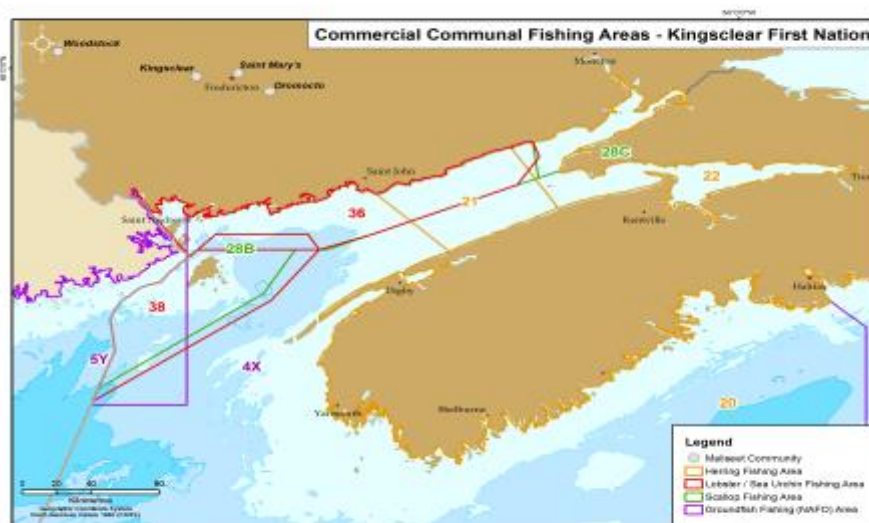 Commercial Communal Fishing Areas - Kingsclear First Nation
Woodstock
Kingsclear
Saint Mary's
Fredericton
Oromocto
Moncton
Saint John
28C
22
36
21
Kentville
28B
Digby
Halifax
38
5Y
4X
Yarmouth
Shelburne
20
Legend
Maliseet Community
Herring Fishing Area
Lobster / Sea Urchin Fishing Area
Scallop Fishing Area
Groundfish Fishing (NAFO) Area
0 20 40 80
Kilometres